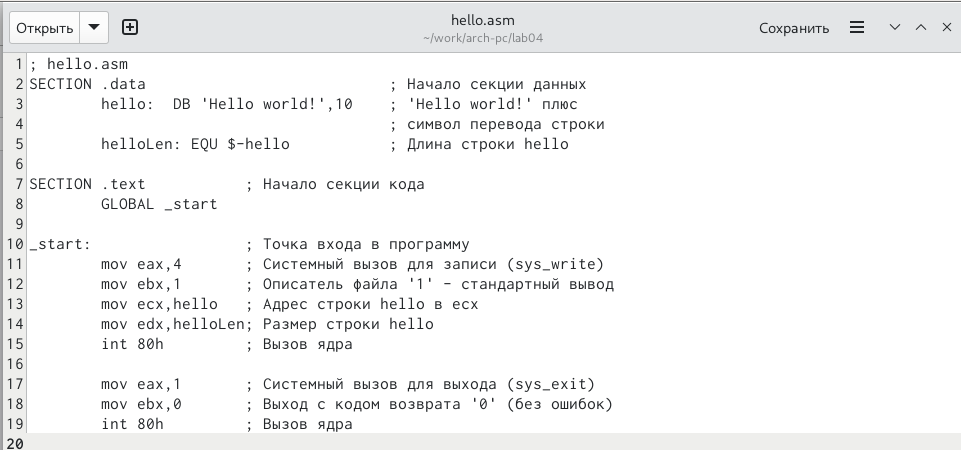 Открыть
hello.asm
~/work/arch-pc/lab04
Сохранить
1 ; hello.asm
2 SECTION .data ; Начало секции данных
3 hello: DB 'Hello world!',10 ; 'Hello world!' плюс
4 ; символ перевода строки
5 helloLen: EQU $-hello ; Длина строки hello
6
7 SECTION .text ; Начало секции кода
8 GLOBAL _start
9
10 _start: ; Точка входа в программу
11 mov eax,4 ; Системный вызов для записи (sys_write)
12 mov ebx,1 ; Описатель файла '1' - стандартный вывод
13 mov ecx,hello ; Адрес строки hello в ecx
14 mov edx,helloLen; Размер строки hello
15 int 80h ; Вызов ядра
16
17 mov eax,1 ; Системный вызов для выхода (sys_exit)
18 mov ebx,0 ; Выход с кодом возврата '0' (без ошибок)
19 int 80h ; Вызов ядра
20